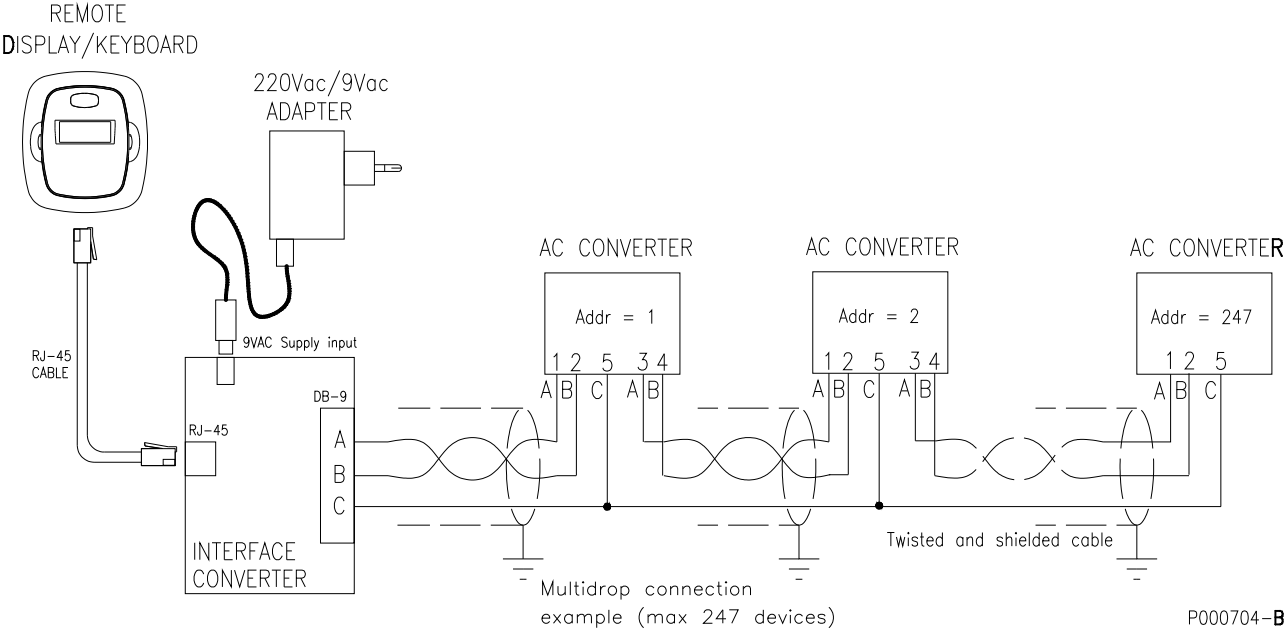 REMOTE
DISPLAY/KEYBOARD
220Vac/9Vac
ADAPTER
AC CONVERTER
AC CONVERTER
AC CONVERTER
Addr = 1
Addr = 2
Addr = 247
9VAC Supply input
RJ-45
CABLE
1 2 5 3 4
1 2 5 3 4
1 2 5
A B C A B
A B C A B
A B C
DB-9
RJ-45
A
B
C
Twisted and shielded cable
INTERFACE
CONVERTER
Multidrop connection
example (max 247 devices)
P000704-B